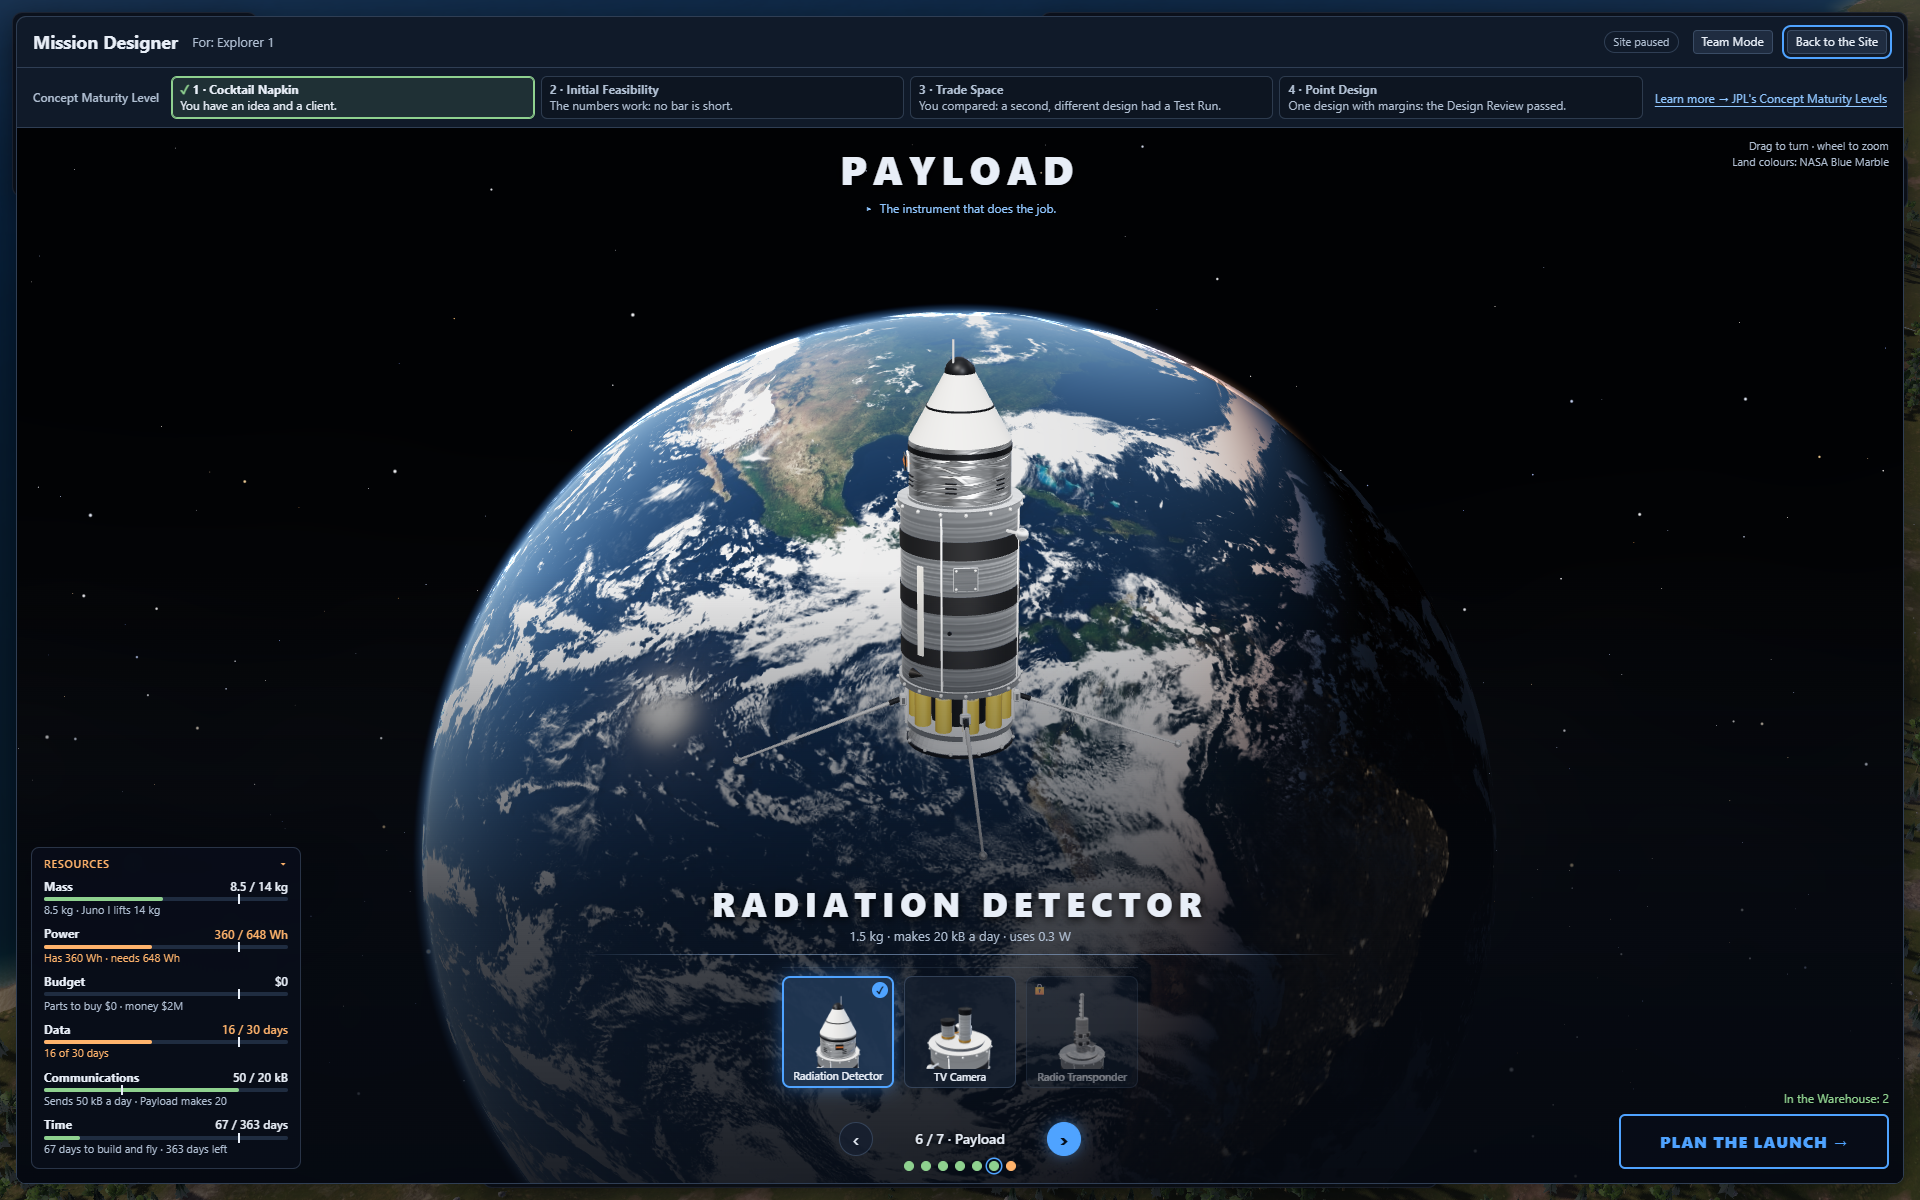 Mission Designer For: Explorer 1
Site paused
Team Mode
Back to the Site
Concept Maturity Level
✓ 1 · Cocktail Napkin
You have an idea and a client.
2 · Initial Feasibility
The numbers work: no bar is short.
3 · Trade Space
You compared: a second, different design had a Test Run.
4 · Point Design
One design with margins: the Design Review passed.
Learn more → JPL's Concept Maturity Levels
PAYLOAD
▸ The instrument that does the job.
Drag to turn · wheel to zoom
Land colours: NASA Blue Marble
RADIATION DETECTOR
1.5 kg · makes 20 kB a day · uses 0.3 W
RESOURCES
Mass 8.5 / 14 kg
8.5 kg · Juno I lifts 14 kg
Power 360 / 648 Wh
Has 360 Wh · needs 648 Wh
Budget $0
Parts to buy $0 · money $2M
Data 16 / 30 days
16 of 30 days
Communications 50 / 20 kB
Sends 50 kB a day · Payload makes 20
Time 67 / 363 days
67 days to build and fly · 363 days left
Radiation Detector
TV Camera
Radio Transponder
‹ 6 / 7 · Payload ›
In the Warehouse: 2
PLAN THE LAUNCH →